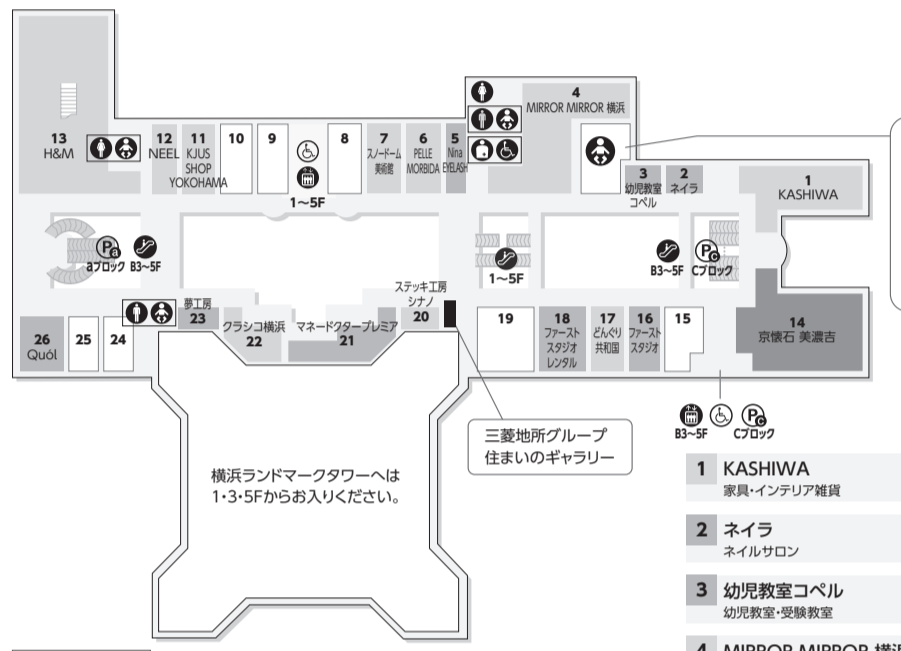 4
MIRROR MIRROR 横浜
13
H&M
12
NEEL
11
KJUS
SHOP
YOKOHAMA
10
9
8
1〜5F
7
スノードーム
美術館
6
PELLE
MORBIDA
5
Nina
EYELASH
3
幼児教室
コペル
2
ネイラ
1
KASHIWA
Pa
aブロック
B3〜5F
1〜5F
B3〜5F
Pc
Cブロック
26
Quól
25
24
夢工房
23
クラシコ横浜
22
マネードクタープレミア
21
ステッキ工房
シナノ
20
19
18
ファースト
スタジオ
レンタル
17
どんぐり
共和国
16
ファースト
スタジオ
15
14
京懐石 美濃吉
B3〜5F
Pc
Cブロック
三菱地所グループ
住まいのギャラリー
横浜ランドマークタワーへは
1・3・5Fからお入りください。
1 KASHIWA
家具・インテリア雑貨
2 ネイラ
ネイルサロン
3 幼児教室コペル
幼児教室・受験教室
4 MIRROR MIRROR 横浜